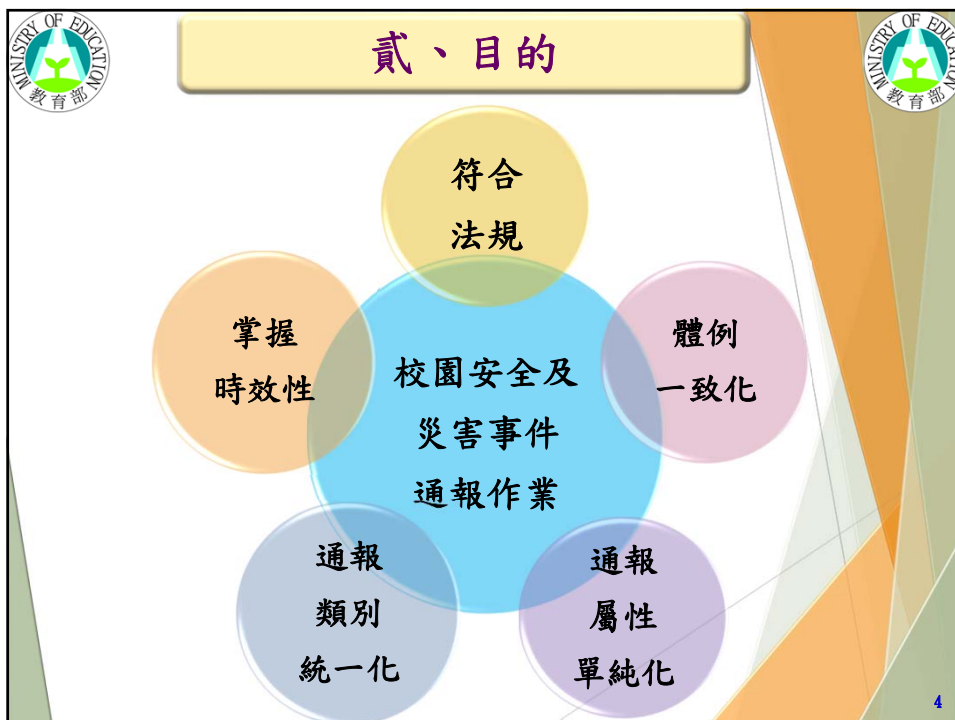 MINISTRY OF EDUCATION
教育部
貳、目的
MINISTRY OF EDUCATION
教育部
符合
法規
掌握
時效性
校園安全及
災害事件
通報作業
體例
一致化
通報
類別
統一化
通報
屬性
單純化
4